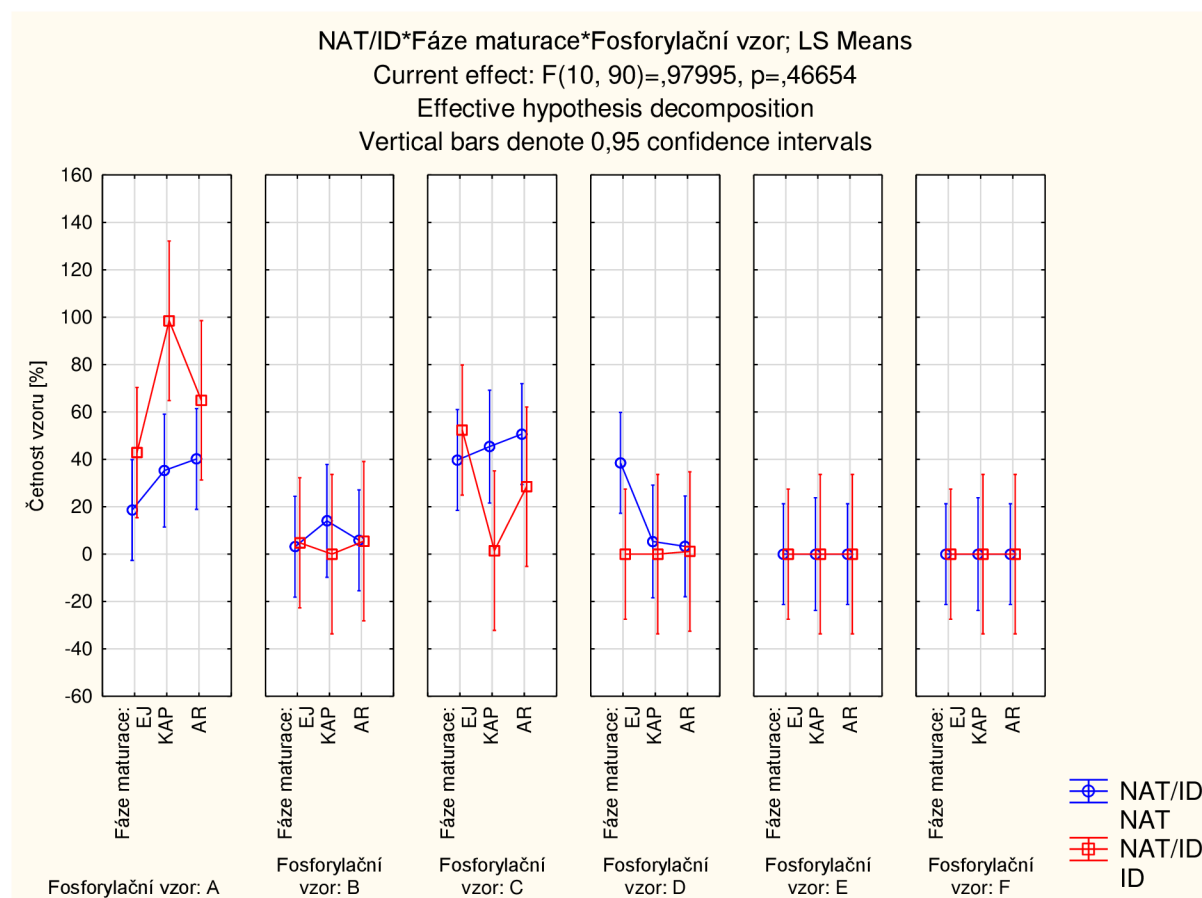 NAT/ID*Fáze maturace*Fosforylační vzor; LS Means
Current effect: F(10, 90)=,97995, p=,46654
Effective hypothesis decomposition
Vertical bars denote 0,95 confidence intervals
Četnost vzoru [%]
160
140
120
100
80
60
40
20
0
-20
-40
-60
Fáze maturace:
EJ
KAP
AR
Fosforylační vzor: A
Fáze maturace:
EJ
KAP
AR
Fosforylační
vzor: B
Fáze maturace:
EJ
KAP
AR
Fosforylační
vzor: C
Fáze maturace:
EJ
KAP
AR
Fosforylační
vzor: D
Fáze maturace:
EJ
KAP
AR
Fosforylační
vzor: E
Fáze maturace:
EJ
KAP
AR
Fosforylační
vzor: F
NAT/ID
NAT
NAT/ID
ID